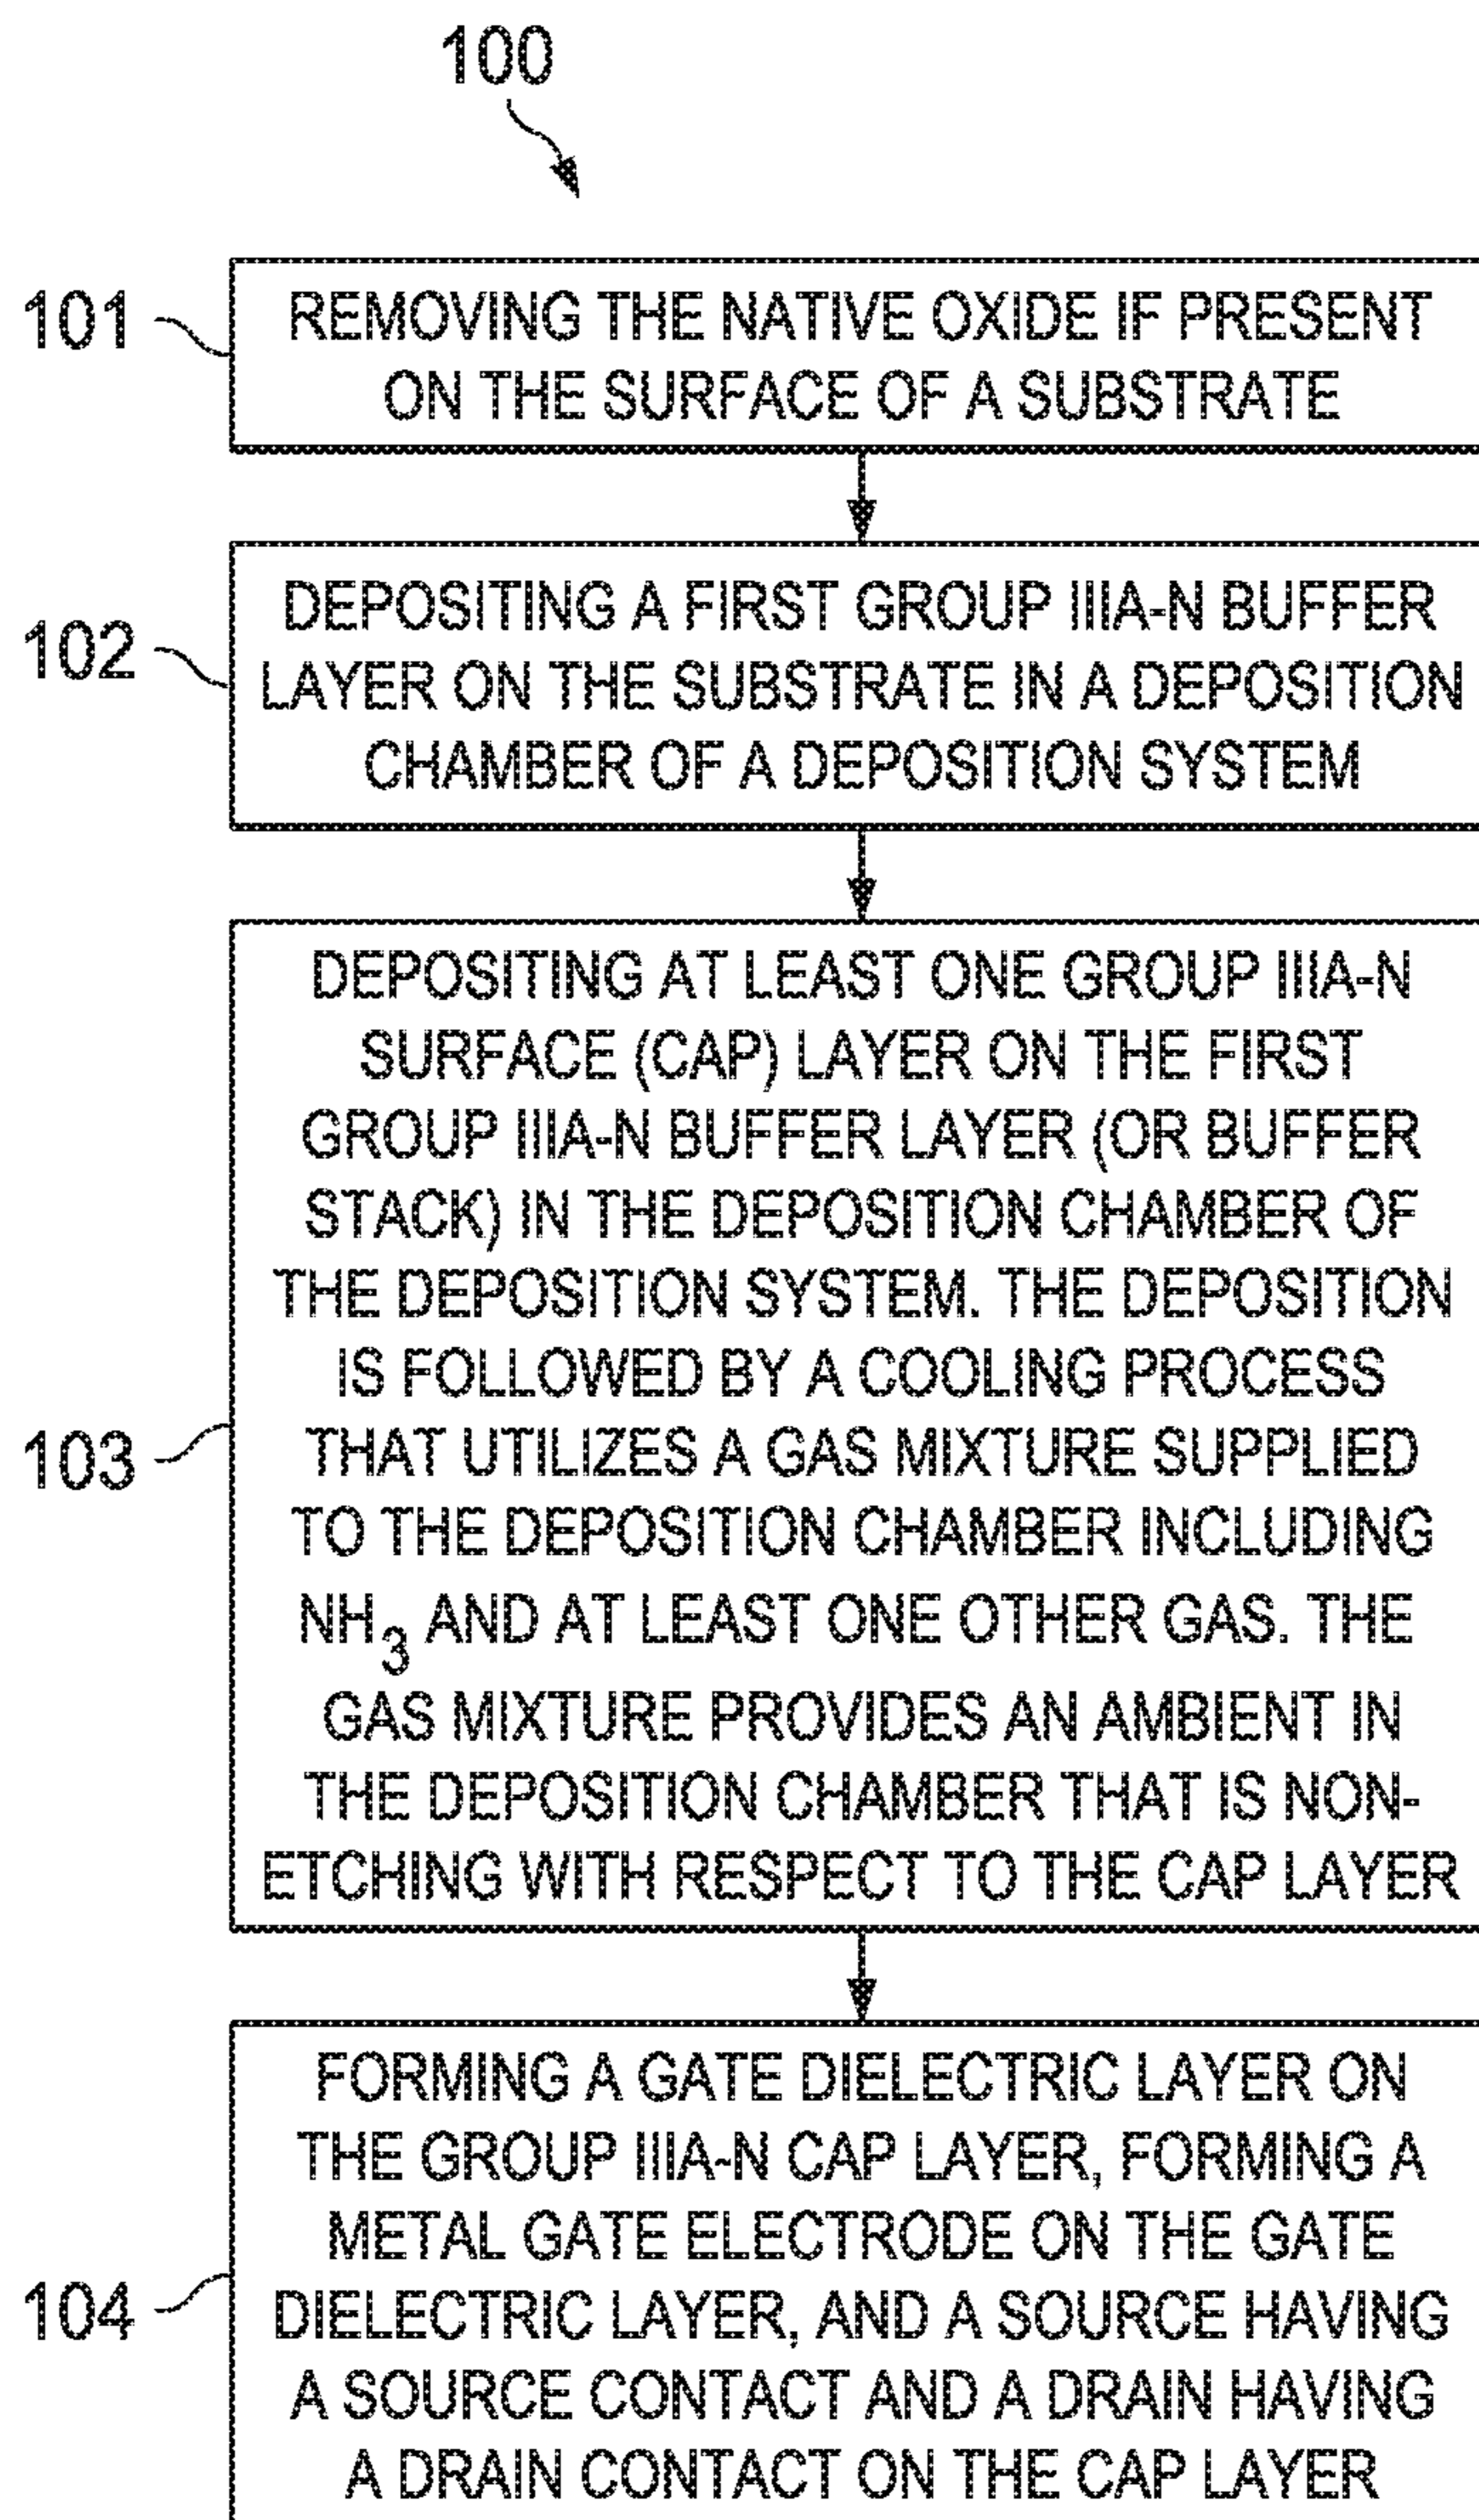 100
101
REMOVING THE NATIVE OXIDE IF PRESENT
ON THE SURFACE OF A SUBSTRATE
102
DEPOSITING A FIRST GROUP IIIA-N BUFFER
LAYER ON THE SUBSTRATE IN A DEPOSITION
CHAMBER OF A DEPOSITION SYSTEM
103
DEPOSITING AT LEAST ONE GROUP IIIA-N
SURFACE (CAP) LAYER ON THE FIRST
GROUP IIIA-N BUFFER LAYER (OR BUFFER
STACK) IN THE DEPOSITION CHAMBER OF
THE DEPOSITION SYSTEM. THE DEPOSITION
IS FOLLOWED BY A COOLING PROCESS
THAT UTILIZES A GAS MIXTURE SUPPLIED
TO THE DEPOSITION CHAMBER INCLUDING
NH₃ AND AT LEAST ONE OTHER GAS. THE
GAS MIXTURE PROVIDES AN AMBIENT IN
THE DEPOSITION CHAMBER THAT IS NON-
ETCHING WITH RESPECT TO THE CAP LAYER
104
FORMING A GATE DIELECTRIC LAYER ON
THE GROUP IIIA-N CAP LAYER, FORMING A
METAL GATE ELECTRODE ON THE GATE
DIELECTRIC LAYER, AND A SOURCE HAVING
A SOURCE CONTACT AND A DRAIN HAVING
A DRAIN CONTACT ON THE CAP LAYER